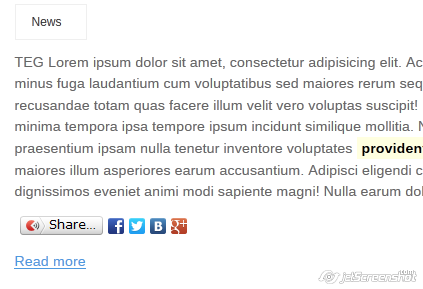 News
TEG Lorem ipsum dolor sit amet, consectetur adipisicing elit. Ac
minus fuga laudantium cum voluptatibus sed maiores rerum seq
recusandae totam quas facere illum velit vero voluptas suscipit!
minima tempora ipsa tempore ipsum incidunt similique mollitia. N
praesentium ipsam nulla tenetur inventore voluptates provident
maiores illum asperiores earum accusantium. Adipisci eligendi c
dignissimos eveniet animi modi sapiente magni! Nulla earum dol
Share...
Read more
jetScreenshot